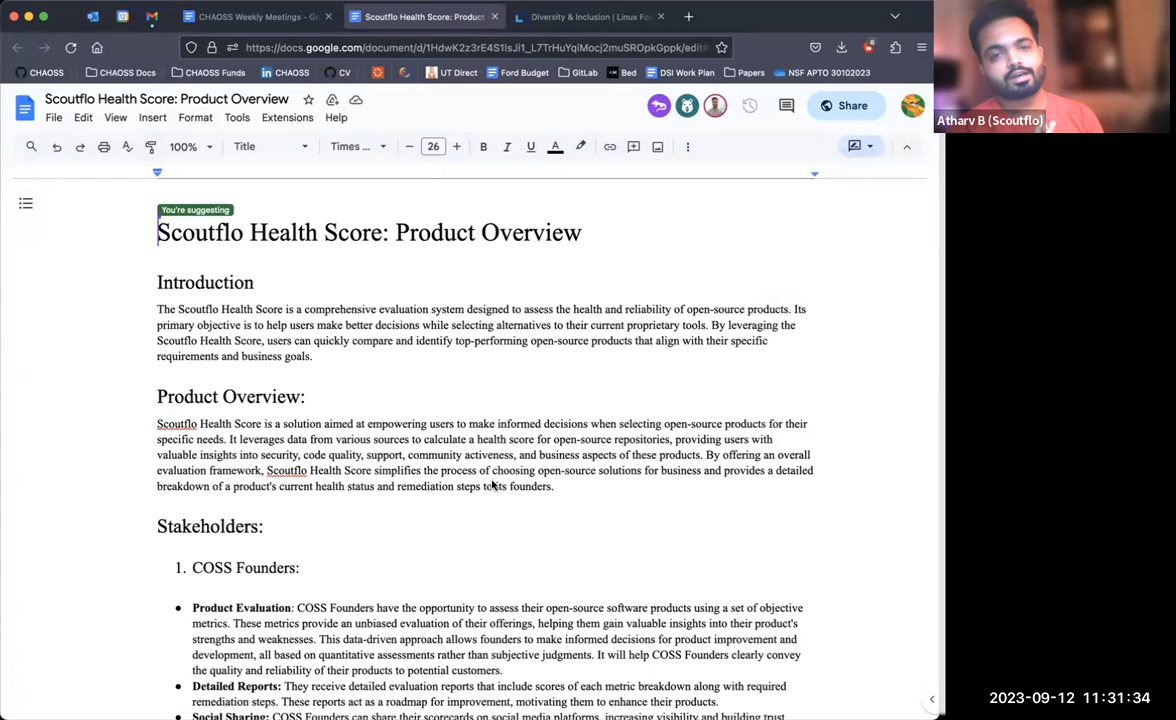 CHAOSS Weekly Meetings - Go
Scoutflo Health Score: Product
Diversity & Inclusion | Linux Fou
https://docs.google.com/document/d/1HdwK2z3rE4S1IsJi1_L7TrHuYqiMocj2muSROpkGppk/edit#
CHAOSS
CHAOSS Docs
CHAOSS Funds
CHAOSS
CV
UT Direct
Ford Budget
GitLab
Bed
DSI Work Plan
Papers
NSF APTO 30102023
Scoutflo Health Score: Product Overview
File Edit View Insert Format Tools Extensions Help
Share
Atharv B (Scoutflo)
100% Title Times ... 26 B I U A
You're suggesting
Scoutflo Health Score: Product Overview
Introduction
The Scoutflo Health Score is a comprehensive evaluation system designed to assess the health and reliability of open-source products. Its
primary objective is to help users make better decisions while selecting alternatives to their current proprietary tools. By leveraging the
Scoutflo Health Score, users can quickly compare and identify top-performing open-source products that align with their specific
requirements and business goals.
Product Overview:
Scoutflo Health Score is a solution aimed at empowering users to make informed decisions when selecting open-source products for their
specific needs. It leverages data from various sources to calculate a health score for open-source repositories, providing users with
valuable insights into security, code quality, support, community activeness, and business aspects of these products. By offering an overall
evaluation framework, Scoutflo Health Score simplifies the process of choosing open-source solutions for business and provides a detailed
breakdown of a product's current health status and remediation steps to its founders.
Stakeholders:
1. COSS Founders:
● Product Evaluation: COSS Founders have the opportunity to assess their open-source software products using a set of objective
metrics. These metrics provide an unbiased evaluation of their offerings, helping them gain valuable insights into their product's
strengths and weaknesses. This data-driven approach allows founders to make informed decisions for product improvement and
development, all based on quantitative assessments rather than subjective judgments. It will help COSS Founders clearly convey
the quality and reliability of their products to potential customers.
● Detailed Reports: They receive detailed evaluation reports that include scores of each metric breakdown along with required
remediation steps. These reports act as a roadmap for improvement, motivating them to enhance their products.
● Social Sharing: COSS Founders can share their scorecards on social media platforms, increasing visibility and building trust
2023-09-12 11:31:34